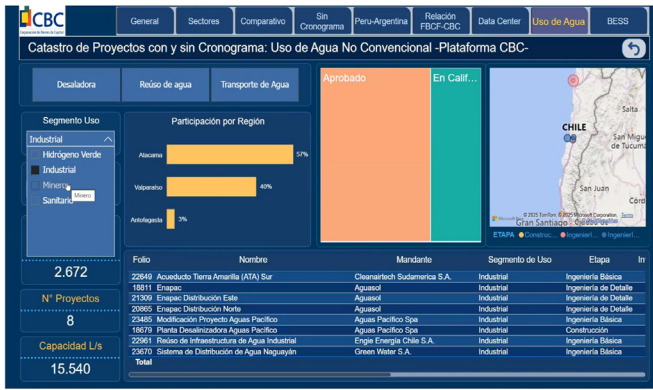 CBC
Corporación de Bienes de Capital
General
Sectores
Comparativo
Sin Cronograma
Peru-Argentina
Relación FBCF-CBC
Data Center
Uso de Agua
BESS
Catastro de Proyectos con y sin Cronograma: Uso de Agua No Convencional -Plataforma CBC-
Desaladora
Reúso de agua
Transporte de Agua
Segmento Uso
Industrial
Hidrógeno Verde
Industrial
Minero
Minero
Sanitario
2.672
N° Proyectos
8
Capacidad L/s
15.540
Participación por Región
Atacama 57%
Valparaíso 40%
Antofagasta 3%
Aprobado
En Calif...
CHILE
Salta
San Migu
de Tucumá
San Juan
Córd
Gran Santiago
© 2025 TomTom, © 2025 Microsoft Corporation, Terms
ETAPA Construc... Ingenierí... Ingenierí...
Folio Nombre Mandante Segmento de Uso Etapa In
22649 Acueducto Tierra Amarilla (ATA) Sur Cleanairtech Sudamerica S.A. Industrial Ingeniería Básica
18811 Enapac Aguasol Industrial Ingeniería de Detalle
21309 Enapac Distribución Este Aguasol Industrial Ingeniería de Detalle
20865 Enapac Distribución Norte Aguasol Industrial Ingeniería de Detalle
23485 Modificación Proyecto Aguas Pacífico Aguas Pacífico Spa Industrial Ingeniería Básica
18679 Planta Desalinizadora Aguas Pacífico Aguas Pacífico Spa Industrial Construcción
22961 Reúso de Infraestructura de Agua Industrial Engie Energía Chile S.A. Industrial Ingeniería Básica
23670 Sistema de Distribución de Agua Naguayán Green Water S.A. Industrial Ingeniería Básica
Total